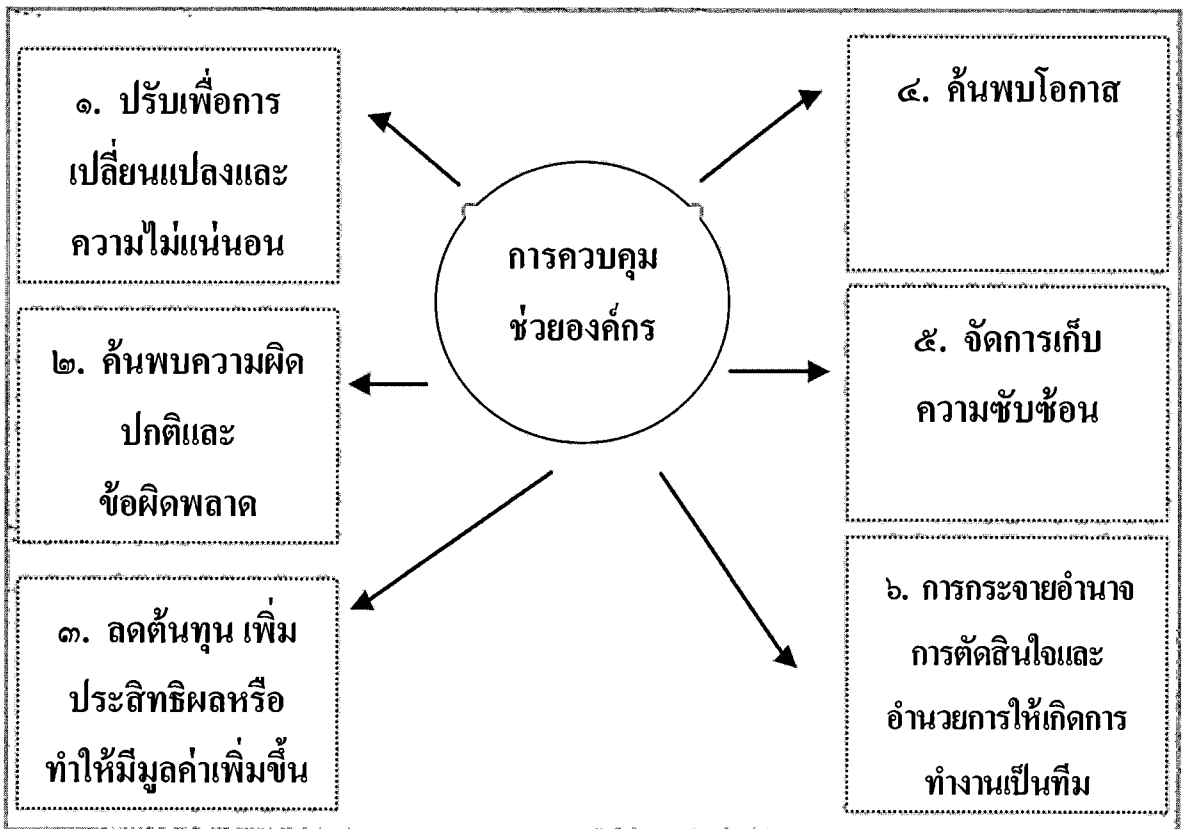 ๑. ปรับเพื่อการ
เปลี่ยนแปลงและ
ความไม่แน่นอน
๒. ค้นพบความผิด
ปกติและ
ข้อผิดพลาด
๓. ลดต้นทุน เพิ่ม
ประสิทธิผลหรือ
ทำให้มีมูลค่าเพิ่มขึ้น
การควบคุม
ช่วยองค์กร
๔. ค้นพบโอกาส
๕. จัดการเก็บ
ความซับซ้อน
๖. การกระจายอำนาจ
การตัดสินใจและ
อำนวยการให้เกิดการ
ทำงานเป็นทีม